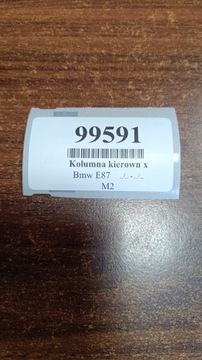 99591
Kolumna kierown x
Bmw E87 ../.. - ../..
M2